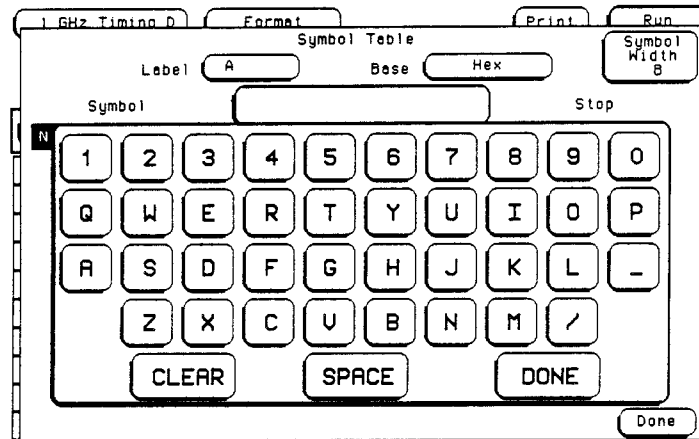 1 GHz Timing D Format Print Run
Symbol Table
Symbol Width 8
Label A Base Hex
Symbol Stop
N
1 2 3 4 5 6 7 8 9 0
Q W E R T Y U I O P
A S D F G H J K L _
Z X C V B N M /
CLEAR SPACE DONE
Done